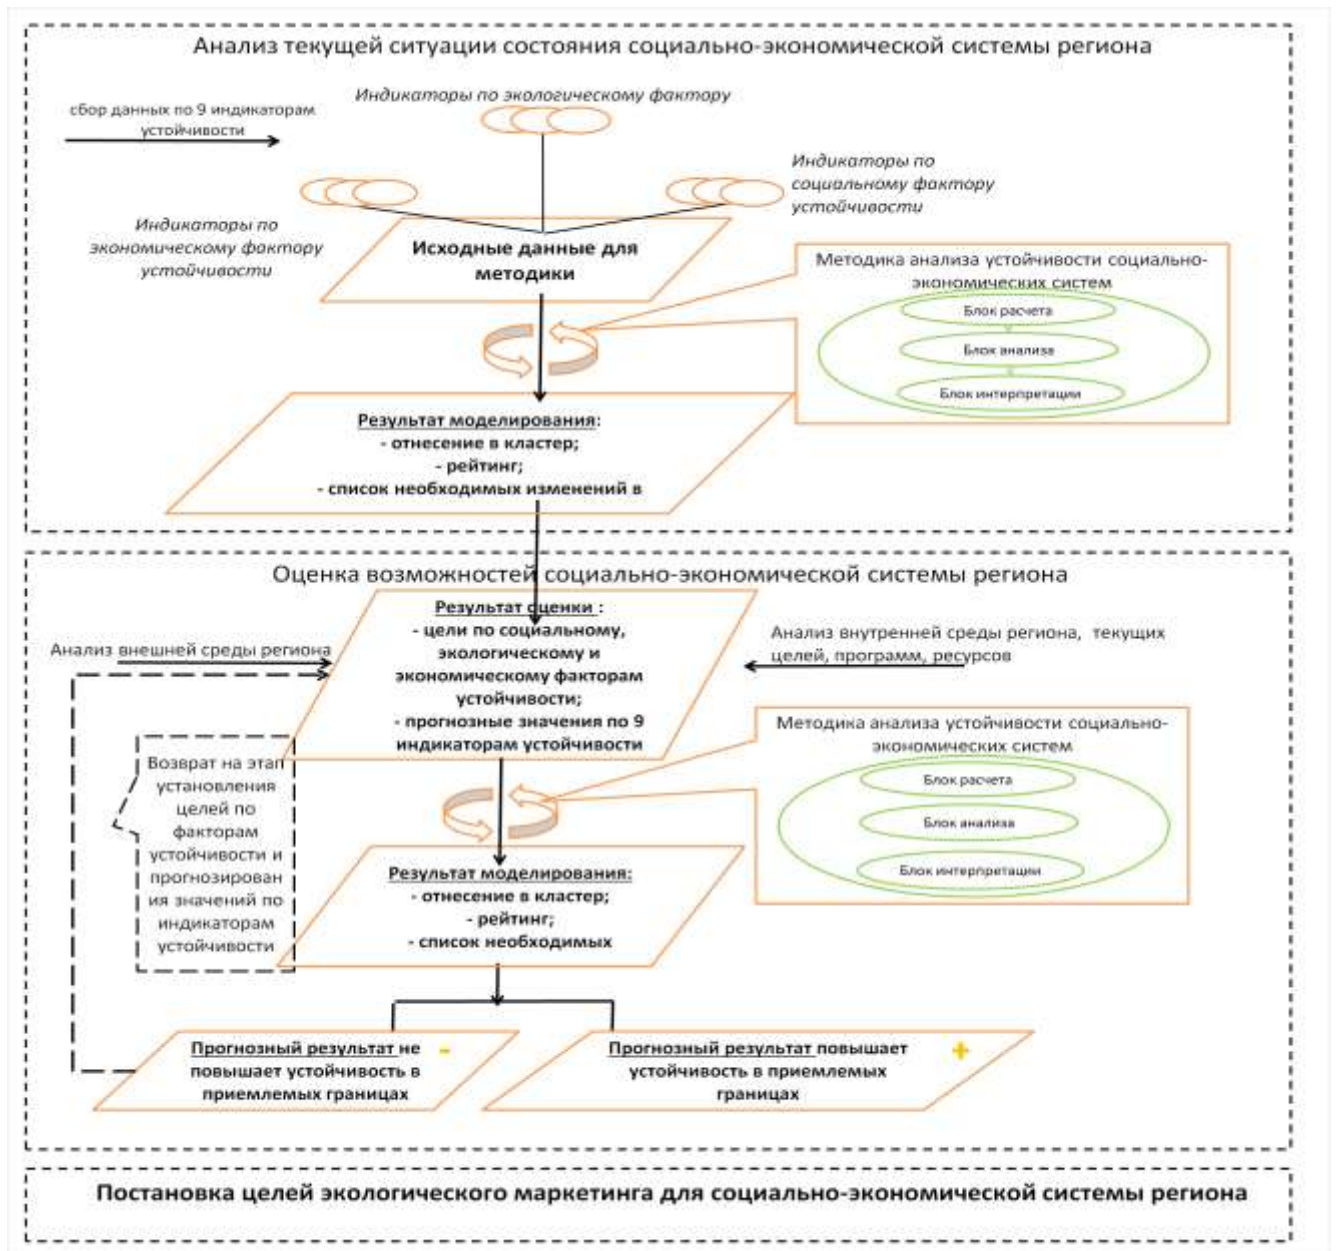 Анализ текущей ситуации состояния социально-экономической системы региона
Индикаторы по экологическому фактору
сбор данных по 9 индикаторам
устойчивости
Индикаторы по
социальному фактору
устойчивости
Индикаторы по
экономическому фактору
устойчивости
Исходные данные для
методики
Методика анализа устойчивости социально-
экономических систем
Блок расчета
Блок анализа
Блок интерпретации
Результат моделирования:
- отнесение в кластер;
- рейтинг;
- список необходимых изменений в
Оценка возможностей социально-экономической системы региона
Результат оценки :
- цели по социальному,
экологическому и
экономическому факторам
устойчивости;
- прогнозные значения по 9
индикаторам устойчивости
Анализ внешней среды региона
Анализ внутренней среды региона, текущих
целей, программ, ресурсов
Методика анализа устойчивости социально-
экономических систем
Блок расчета
Блок анализа
Блок интерпретации
Возврат на этап
установления
целей по
факторам
устойчивости и
прогнозирован
ия значений по
индикаторам
устойчивости
Результат моделирования:
- отнесение в кластер;
- рейтинг;
- список необходимых
Прогнозный результат не -
повышает устойчивость в
приемлемых границах
Прогнозный результат повышает +
устойчивость в приемлемых
границах
Постановка целей экологического маркетинга для социально-экономической системы региона